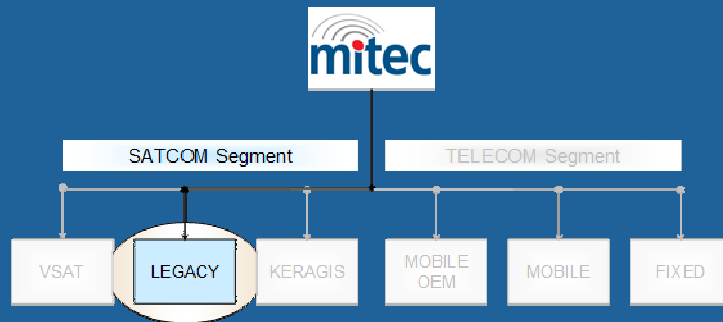 mitec
SATCOM Segment
TELECOM Segment
VSAT
LEGACY
KERAGIS
MOBILE
OEM
MOBILE
FIXED